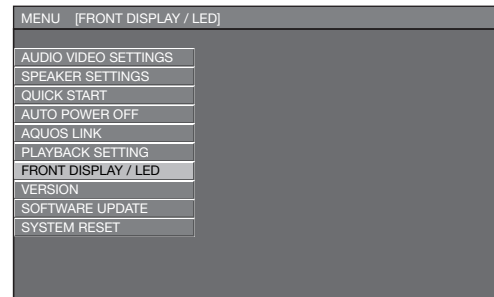 MENU [FRONT DISPLAY / LED]
AUDIO VIDEO SETTINGS
SPEAKER SETTINGS
QUICK START
AUTO POWER OFF
AQUOS LINK
PLAYBACK SETTING
FRONT DISPLAY / LED
VERSION
SOFTWARE UPDATE
SYSTEM RESET